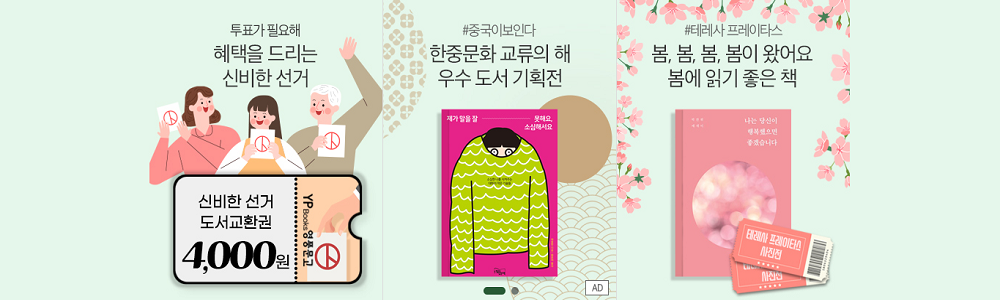 투표가 필요해
혜택을 드리는
신비한 선거
신비한 선거
도서교환권
4,000원
YP Books 영풍문고
#중국이보인다
한중문화 교류의 해
우수 도서 기획전
제가 말을 잘 못해요,
소심해서요
AD
#테레사 프레이타스
봄, 봄, 봄, 봄이 왔어요
봄에 읽기 좋은 책
나는 당신이
행복했으면
좋겠습니다
테레사 프레이타스
사진전
사진전